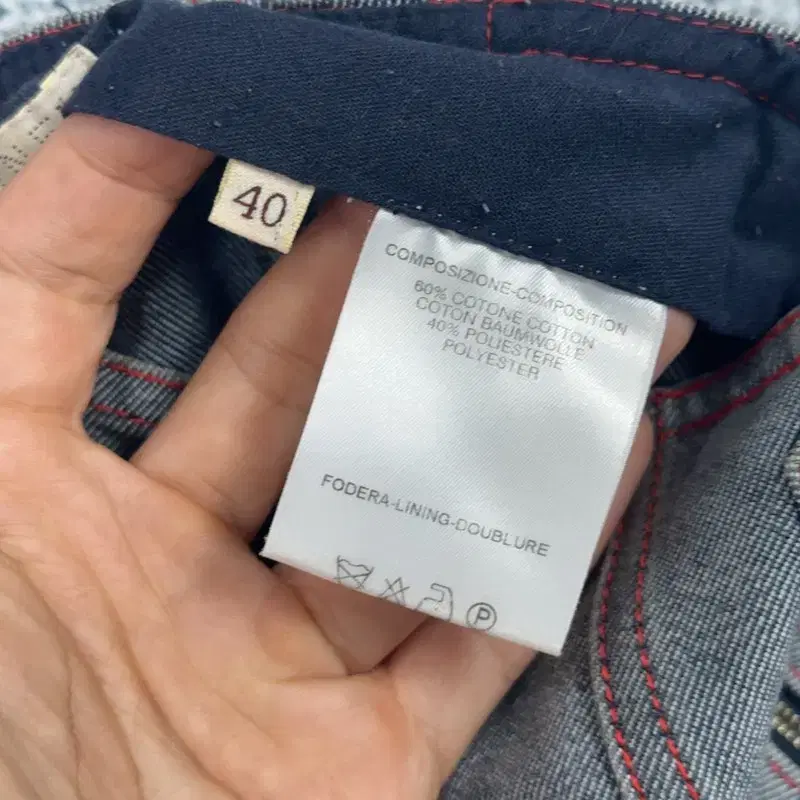 40
COMPOSIZIONE-COMPOSITION
60% COTONE COTTON
COTON BAUMWOLLE
40% POLIESTERE
POLYESTER
FODERA-LINING-DOUBLURE
P